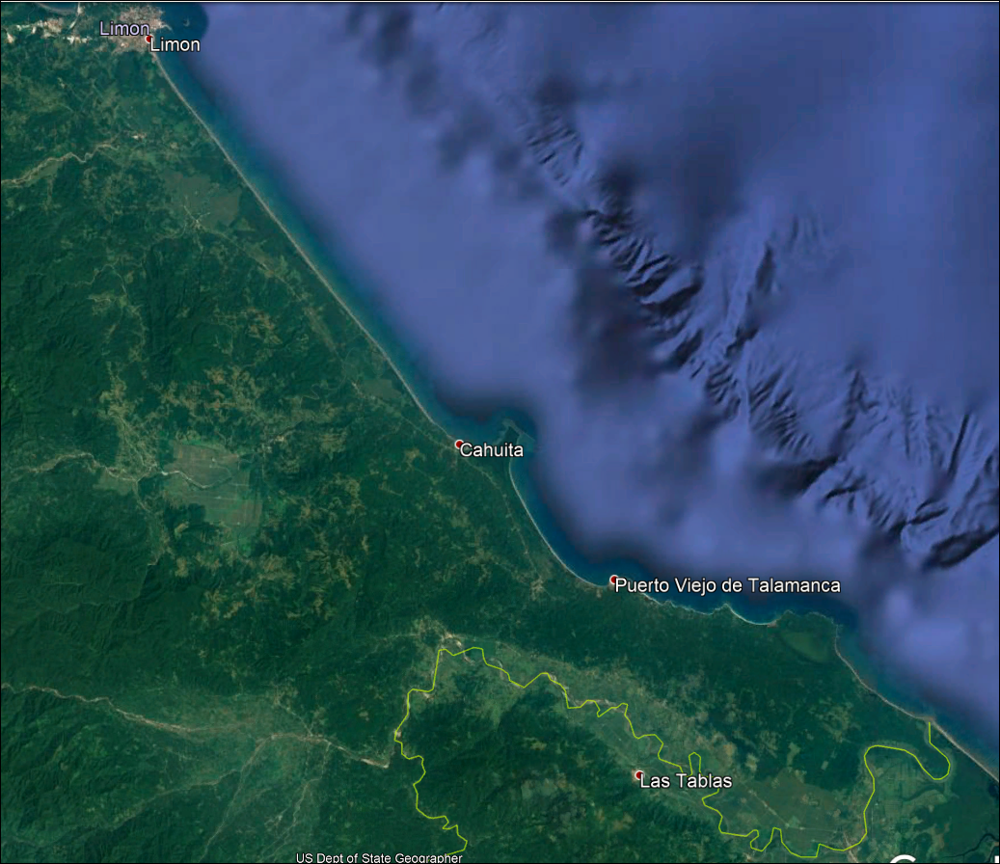 Limon
Limon
Cahuita
Puerto Viejo de Talamanca
Las Tablas
US Dept of State Geographer